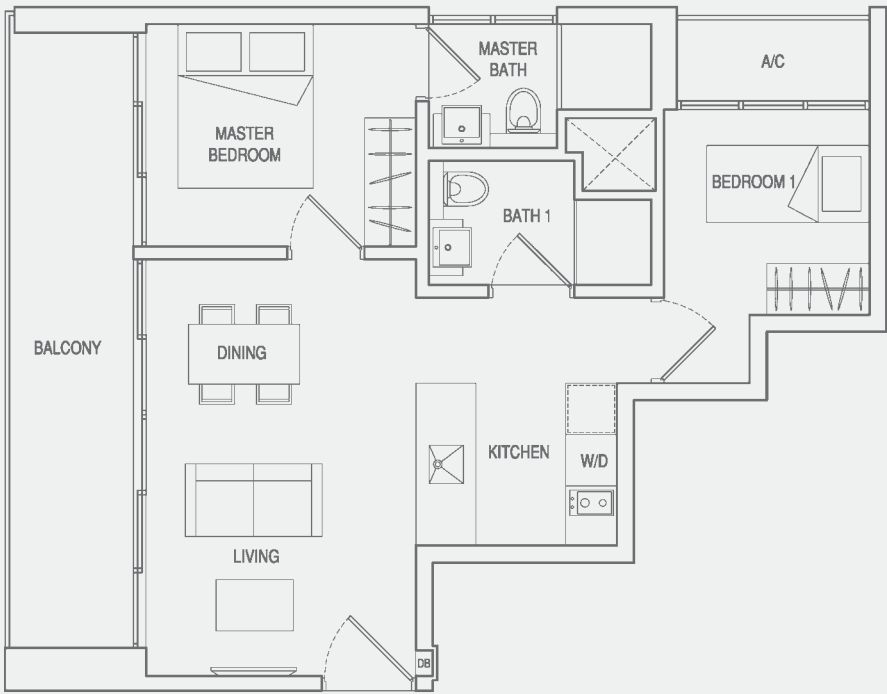 MASTER
BATH
A/C
MASTER
BEDROOM
BEDROOM 1
BATH 1
BALCONY
DINING
KITCHEN
W/D
LIVING
DB